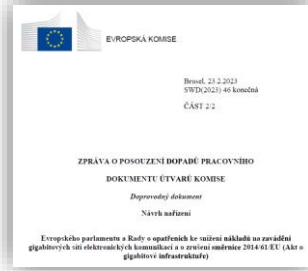 EVROPSKÁ KOMISE
Brusel, 23.2.2023
SWD(2023) 46 konečná
ČÁST 2/2
ZPRÁVA O POSOUZENÍ DOPADŮ PRACOVNÍHO
DOKUMENTU ÚTVARŮ KOMISE
Doprovodný dokument
Návrh nařízení
Evropského parlamentu a Rady o opatřeních ke snížení nákladů na zavádění
gigabitových sítí elektronických komunikací a o zrušení směrnice 2014/61/EU (Akt o
gigabitové infrastruktuře)